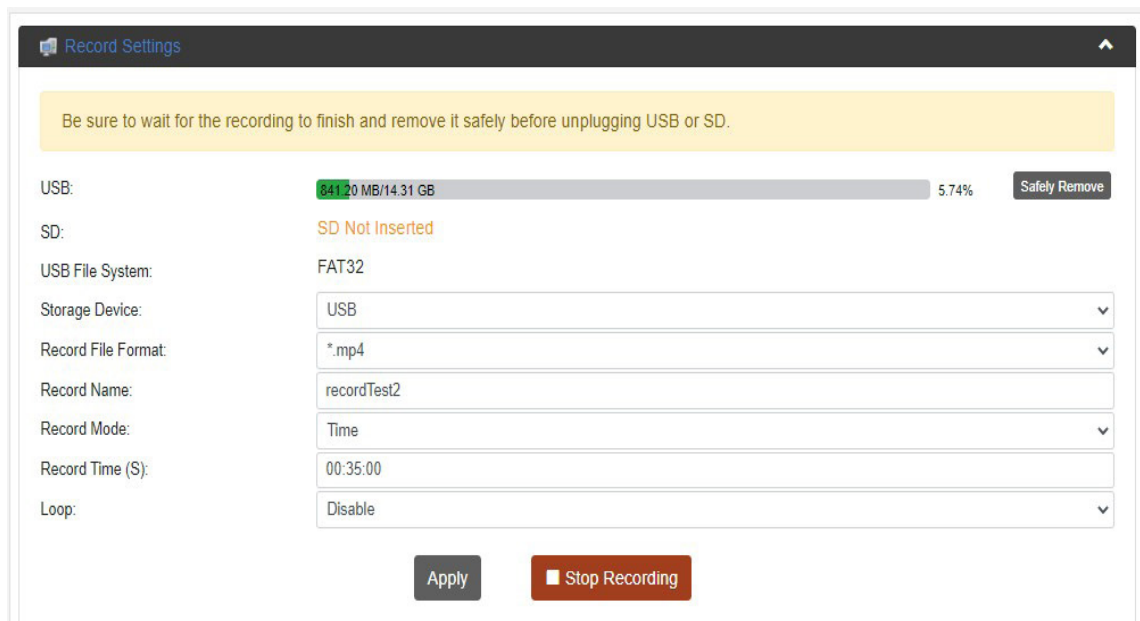 Record Settings
Be sure to wait for the recording to finish and remove it safely before unplugging USB or SD.
USB: 841.20 MB/14.31 GB 5.74% Safely Remove
SD: SD Not Inserted
USB File System: FAT32
Storage Device: USB
Record File Format: *.mp4
Record Name: recordTest2
Record Mode: Time
Record Time (S): 00:35:00
Loop: Disable
Apply Stop Recording